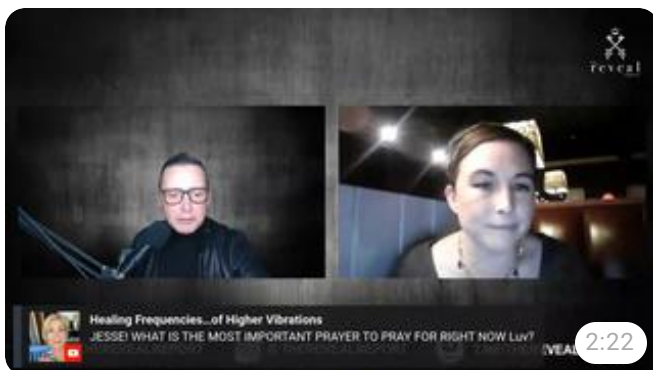 reveal
Healing Frequencies...of Higher Vibrations
JESSE! WHAT IS THE MOST IMPORTANT PRAYER TO PRAY FOR RIGHT NOW Luv?
2:22